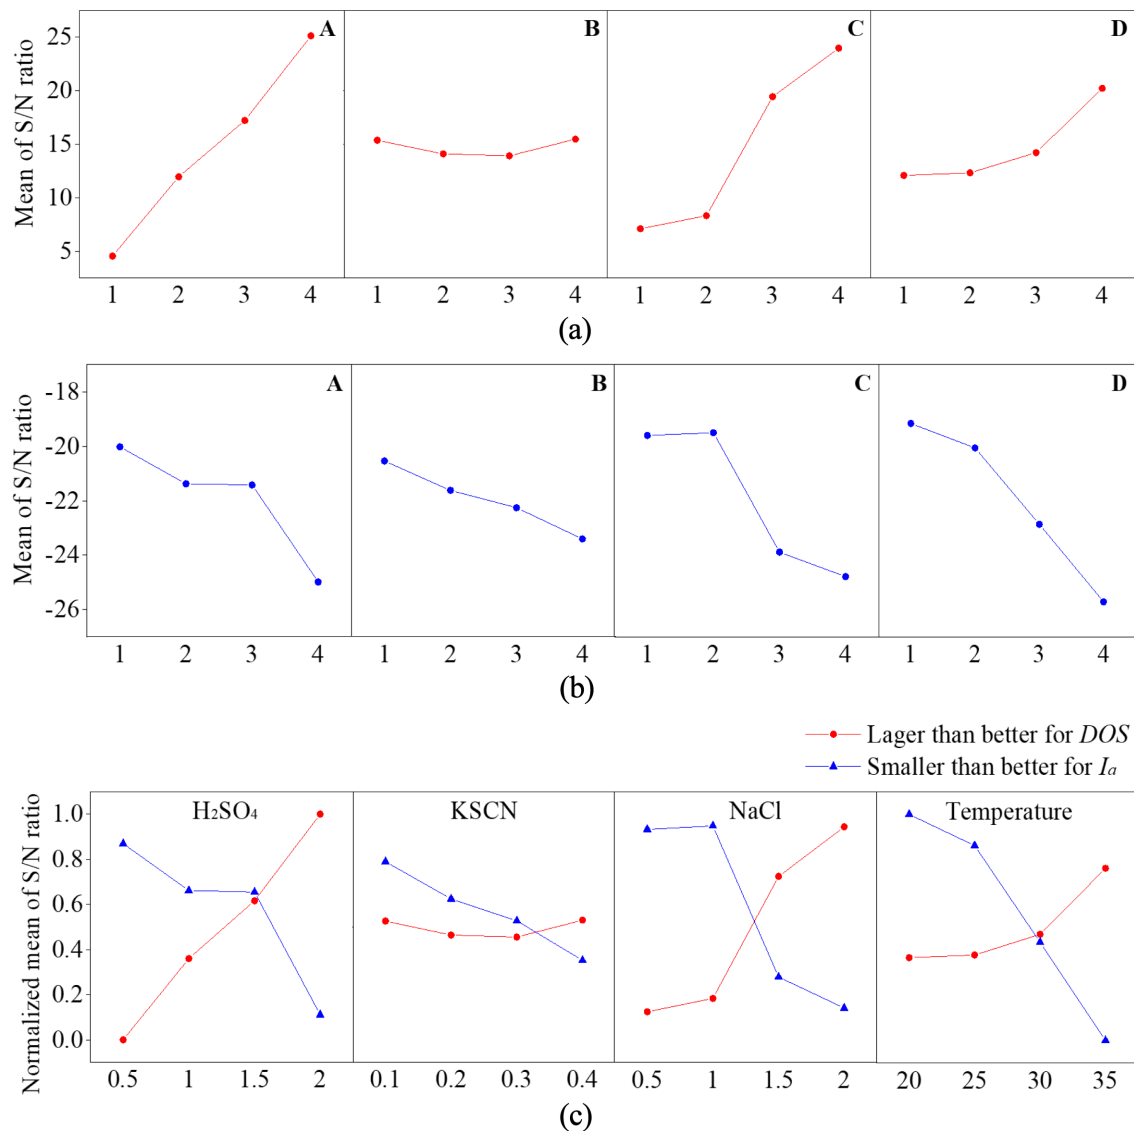 A B C D
Mean of S/N ratio
25
20
15
10
5
1 2 3 4 1 2 3 4 1 2 3 4 1 2 3 4
(a)
A B C D
Mean of S/N ratio
-18
-20
-22
-24
-26
1 2 3 4 1 2 3 4 1 2 3 4 1 2 3 4
(b)
Lager than better for DOS
Smaller than better for Ia
H2SO4 KSCN NaCl Temperature
Normalized mean of S/N ratio
1.0
0.8
0.6
0.4
0.2
0.0
0.5 1 1.5 2 0.1 0.2 0.3 0.4 0.5 1 1.5 2 20 25 30 35
(c)